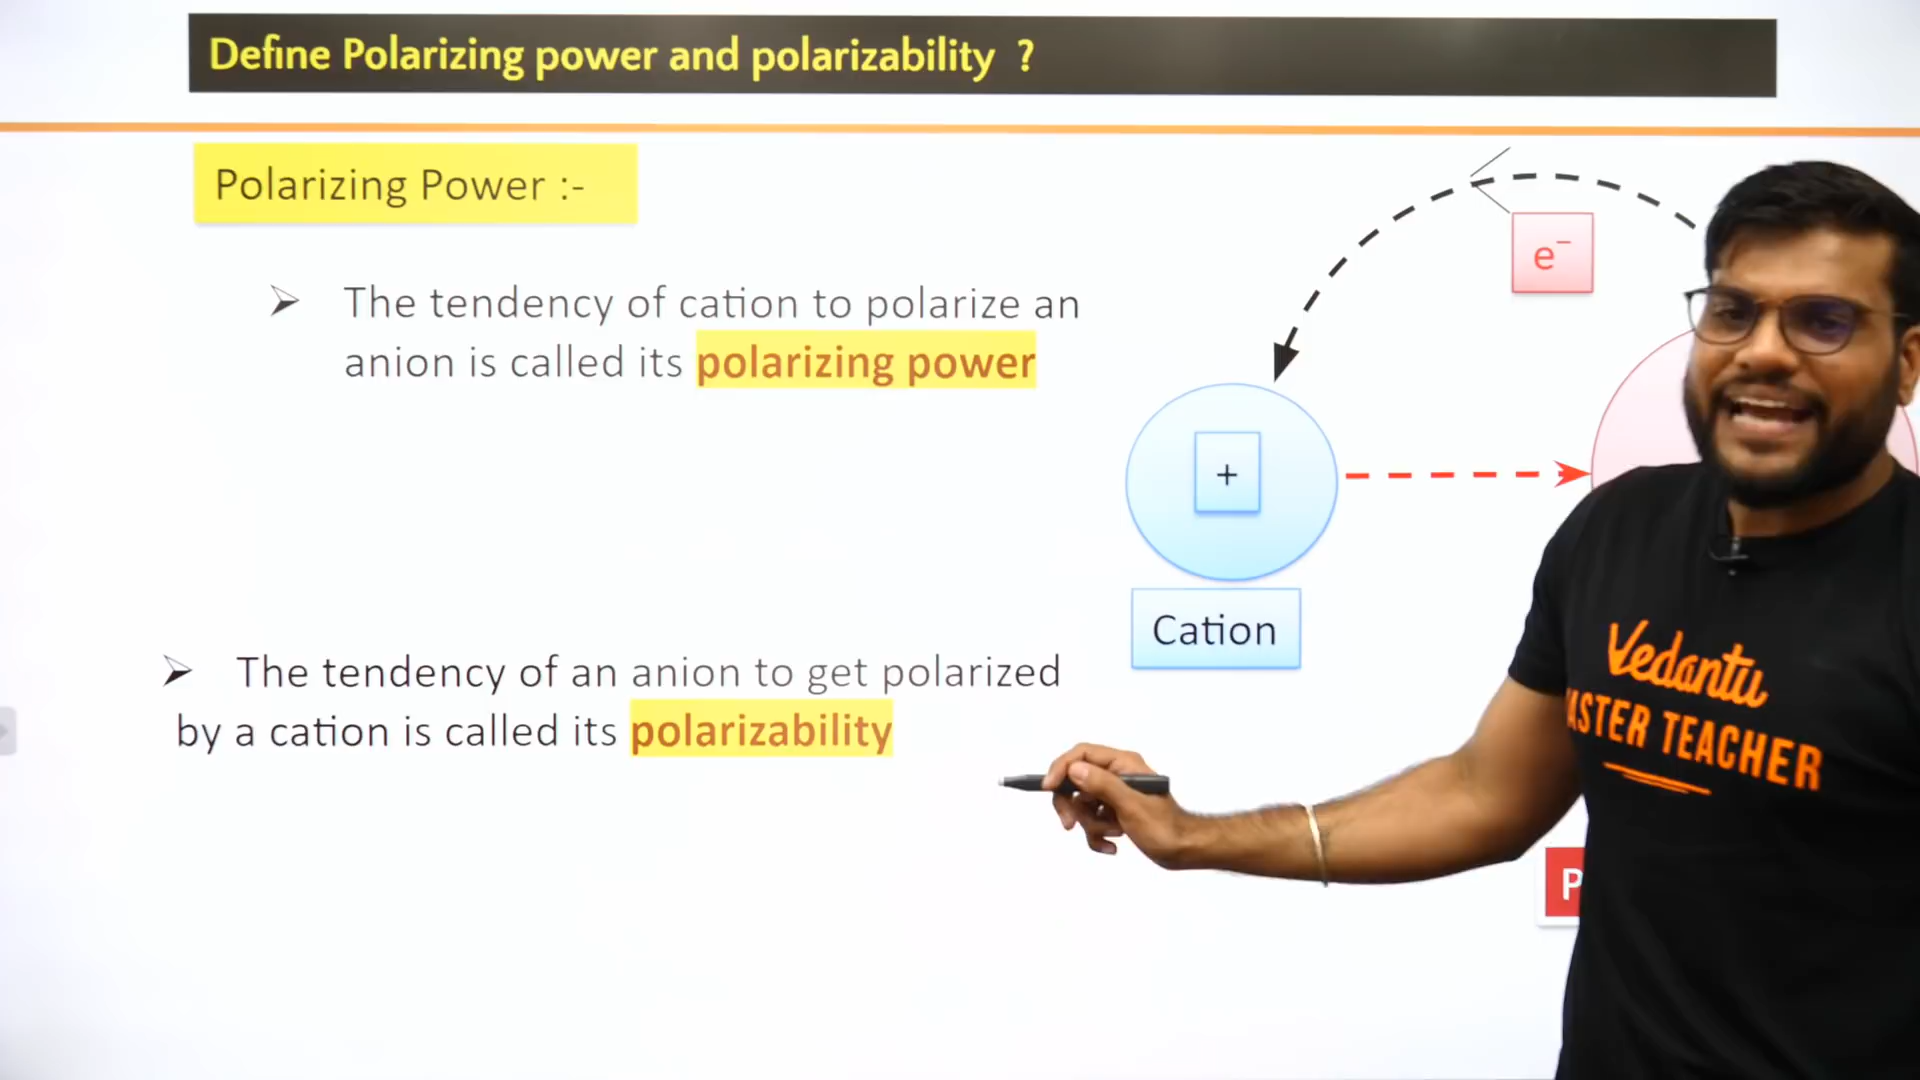 Define Polarizing power and polarizability ?
Polarizing Power :-
The tendency of cation to polarize an
anion is called its polarizing power
e⁻
+
Cation
The tendency of an anion to get polarized
by a cation is called its polarizability
Vedantu
MASTER TEACHER
P